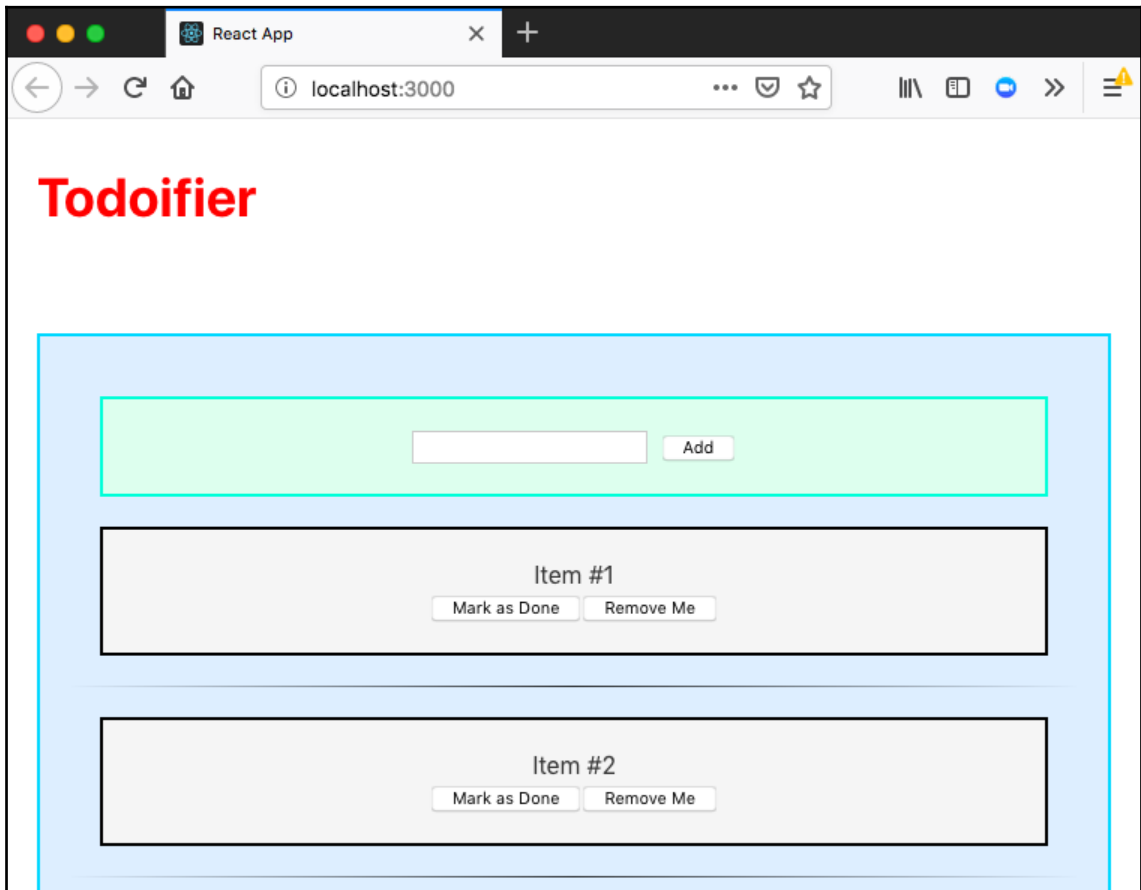 React App
localhost:3000
Todoifier
Add
Item #1
Mark as Done Remove Me
Item #2
Mark as Done Remove Me